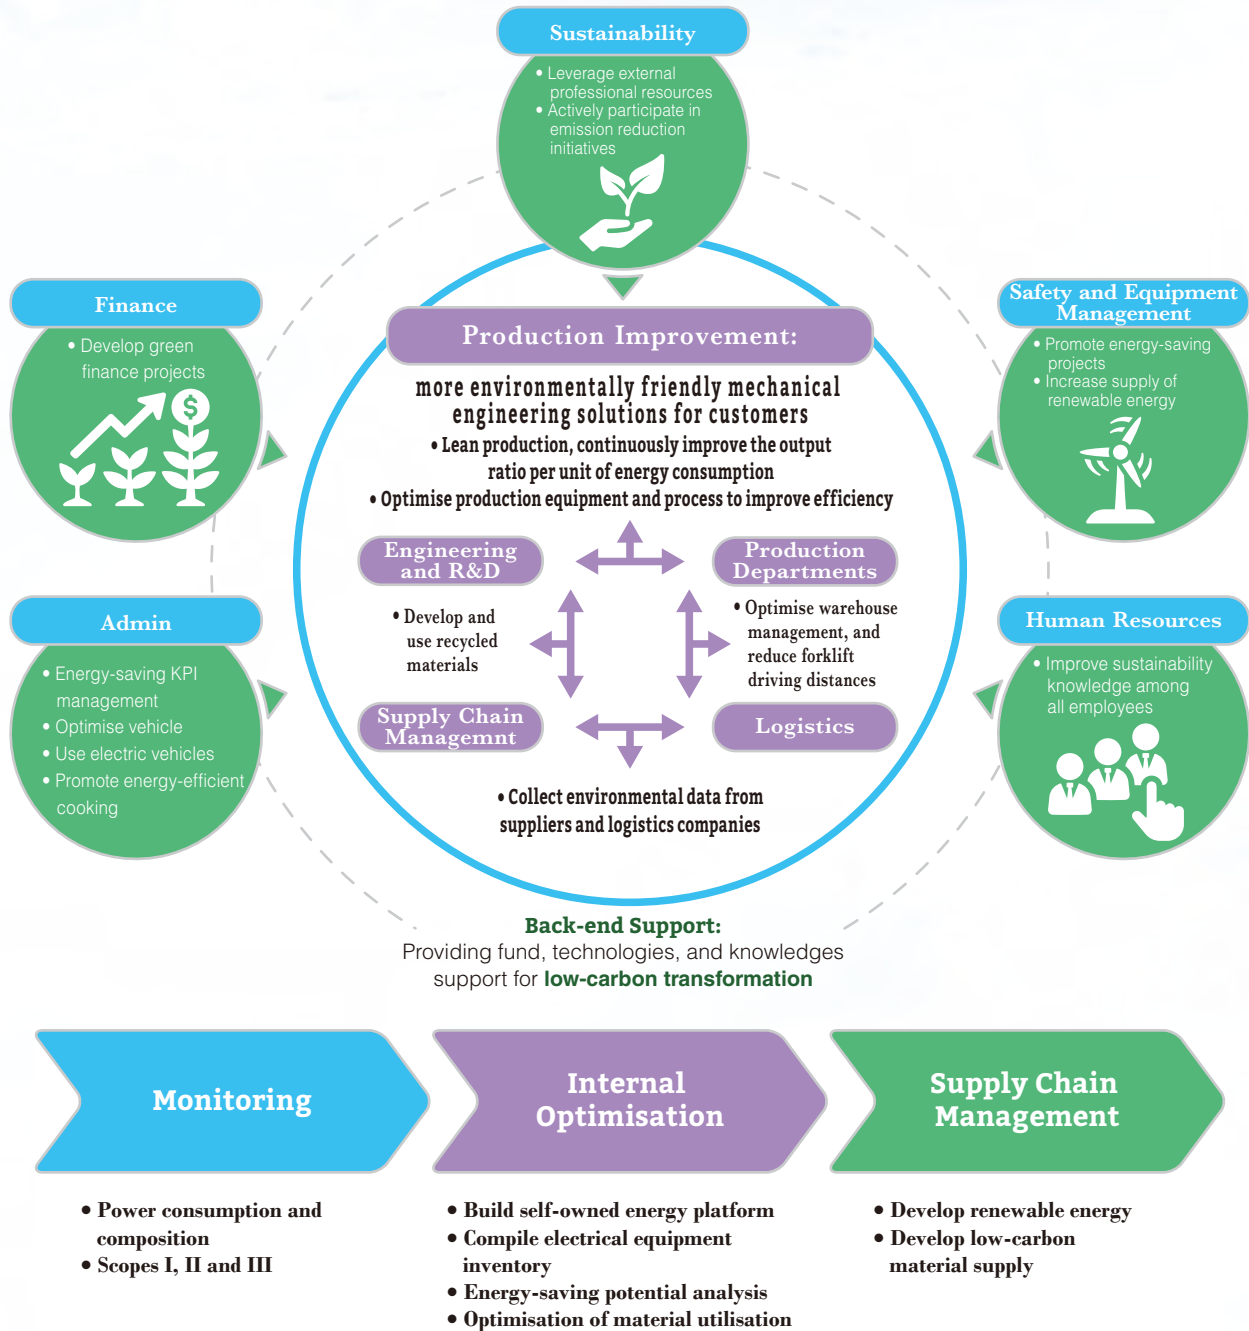 Sustainability
• Leverage external
professional resources
• Actively participate in
emission reduction
initiatives
Finance
• Develop green
finance projects
$
Safety and Equipment
Management
• Promote energy-saving
projects
• Increase supply of
renewable energy
Production Improvement:
more environmentally friendly mechanical
engineering solutions for customers
• Lean production, continuously improve the output
ratio per unit of energy consumption
• Optimise production equipment and process to improve efficiency
Engineering
and R&D
Production
Departments
• Develop and
use recycled
materials
• Optimise warehouse
management, and
reduce forklift
driving distances
Supply Chain
Managemnt
Logistics
• Collect environmental data from
suppliers and logistics companies
Admin
• Energy-saving KPI
management
• Optimise vehicle
• Use electric vehicles
• Promote energy-efficient
cooking
Human Resources
• Improve sustainability
knowledge among
all employees
Back-end Support:
Providing fund, technologies, and knowledges
support for low-carbon transformation
Monitoring
Internal
Optimisation
Supply Chain
Management
• Power consumption and
composition
• Scopes I, II and III
• Build self-owned energy platform
• Compile electrical equipment
inventory
• Energy-saving potential analysis
• Optimisation of material utilisation
• Develop renewable energy
• Develop low-carbon
material supply